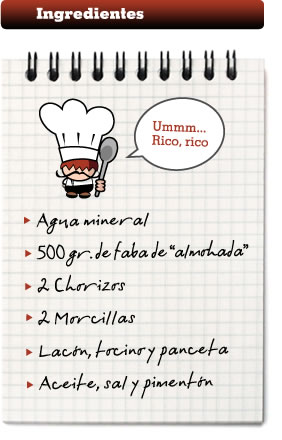 Ingredientes
Ummm...
Rico, rico
Agua mineral
500 gr. de faba de "almohada"
2 Chorizos
2 Morcillas
Lacón, tocino y panceta
Aceite, sal y pimentón